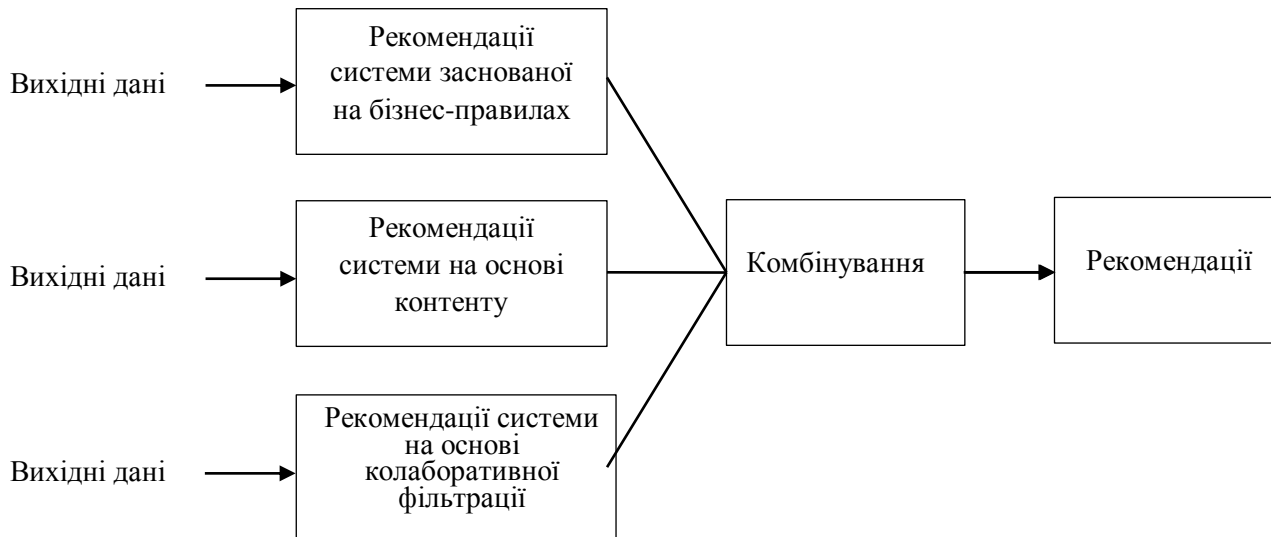 Вихідні дані
Рекомендації
системи заснованої
на бізнес-правилах
Вихідні дані
Рекомендації
системи на основі
контенту
Вихідні дані
Рекомендації системи
на основі
колаборативної
фільтрації
Комбінування
Рекомендації